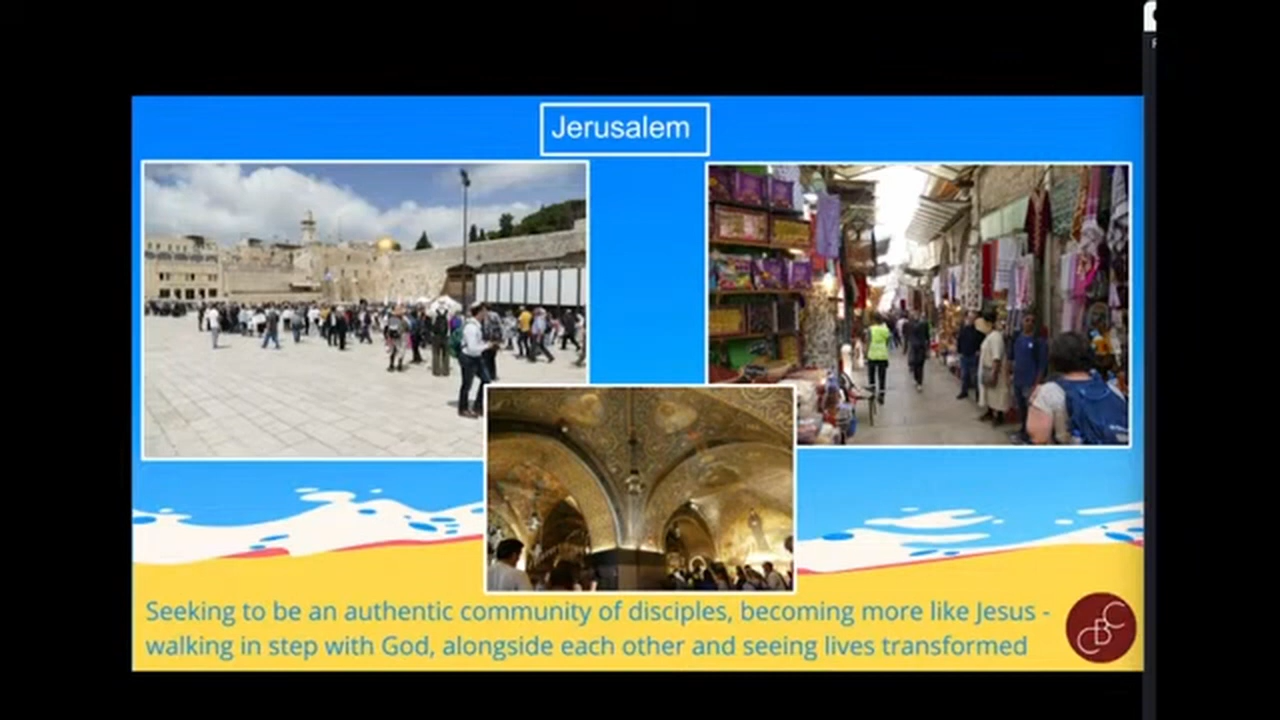 Jerusalem
Seeking to be an authentic community of disciples, becoming more like Jesus -
walking in step with God, alongside each other and seeing lives transformed
CBC